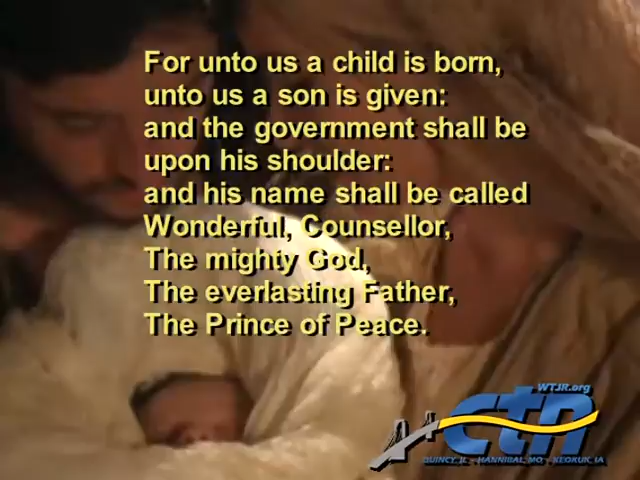 For unto us a child is born,
unto us a son is given:
and the government shall be
upon his shoulder:
and his name shall be called
Wonderful, Counsellor,
The mighty God,
The everlasting Father,
The Prince of Peace.
WTJR.org
ctn
QUINCY, IL - HANNIBAL, MO - KEOKUK, IA